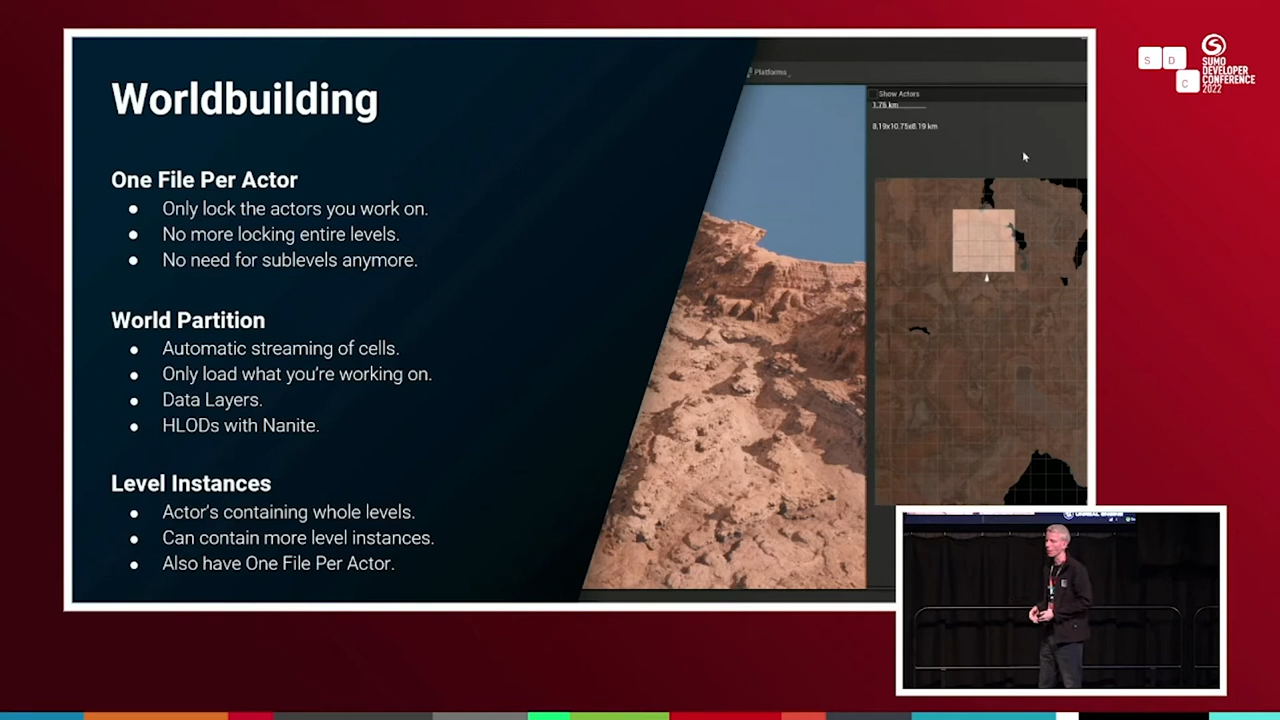 Worldbuilding
One File Per Actor
● Only lock the actors you work on.
● No more locking entire levels.
● No need for sublevels anymore.
World Partition
● Automatic streaming of cells.
● Only load what you're working on.
● Data Layers.
● HLODs with Nanite.
Level Instances
● Actor's containing whole levels.
● Can contain more level instances.
● Also have One File Per Actor.
Platforms
Show Actors
1.75 km
8.19x10.75x8.19 km
S D
C
SUMO
DEVELOPER
CONFERENCE
2022